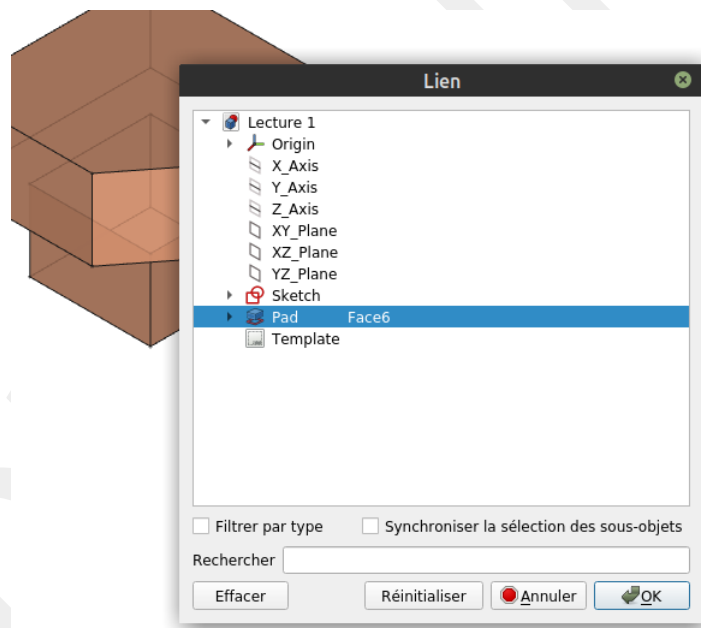 Lien
Lecture 1
Origin
X_Axis
Y_Axis
Z_Axis
XY_Plane
XZ_Plane
YZ_Plane
Sketch
Pad Face6
Template
Filtrer par type Synchroniser la sélection des sous-objets
Rechercher
Effacer Réinitialiser Annuler OK